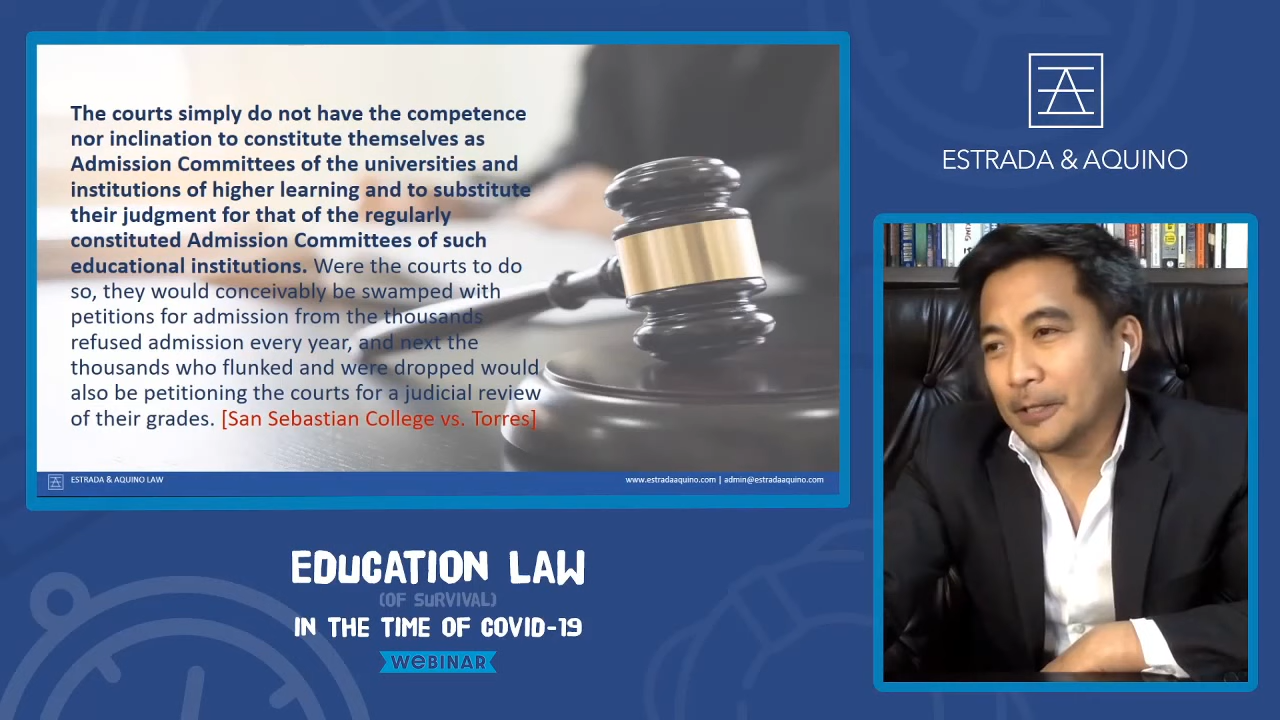 The courts simply do not have the competence
nor inclination to constitute themselves as
Admission Committees of the universities and
institutions of higher learning and to substitute
their judgment for that of the regularly
constituted Admission Committees of such
educational institutions. Were the courts to do
so, they would conceivably be swamped with
petitions for admission from the thousands
refused admission every year, and next the
thousands who flunked and were dropped would
also be petitioning the courts for a judicial review
of their grades. [San Sebastian College vs. Torres]
ESTRADA & AQUINO LAW
www.estradaaquino.com | admin@estradaaquino.com
ESTRADA & AQUINO
EDUCATION LAW
(OF SURVIVAL)
IN THE TIME OF COVID-19
WEBINAR